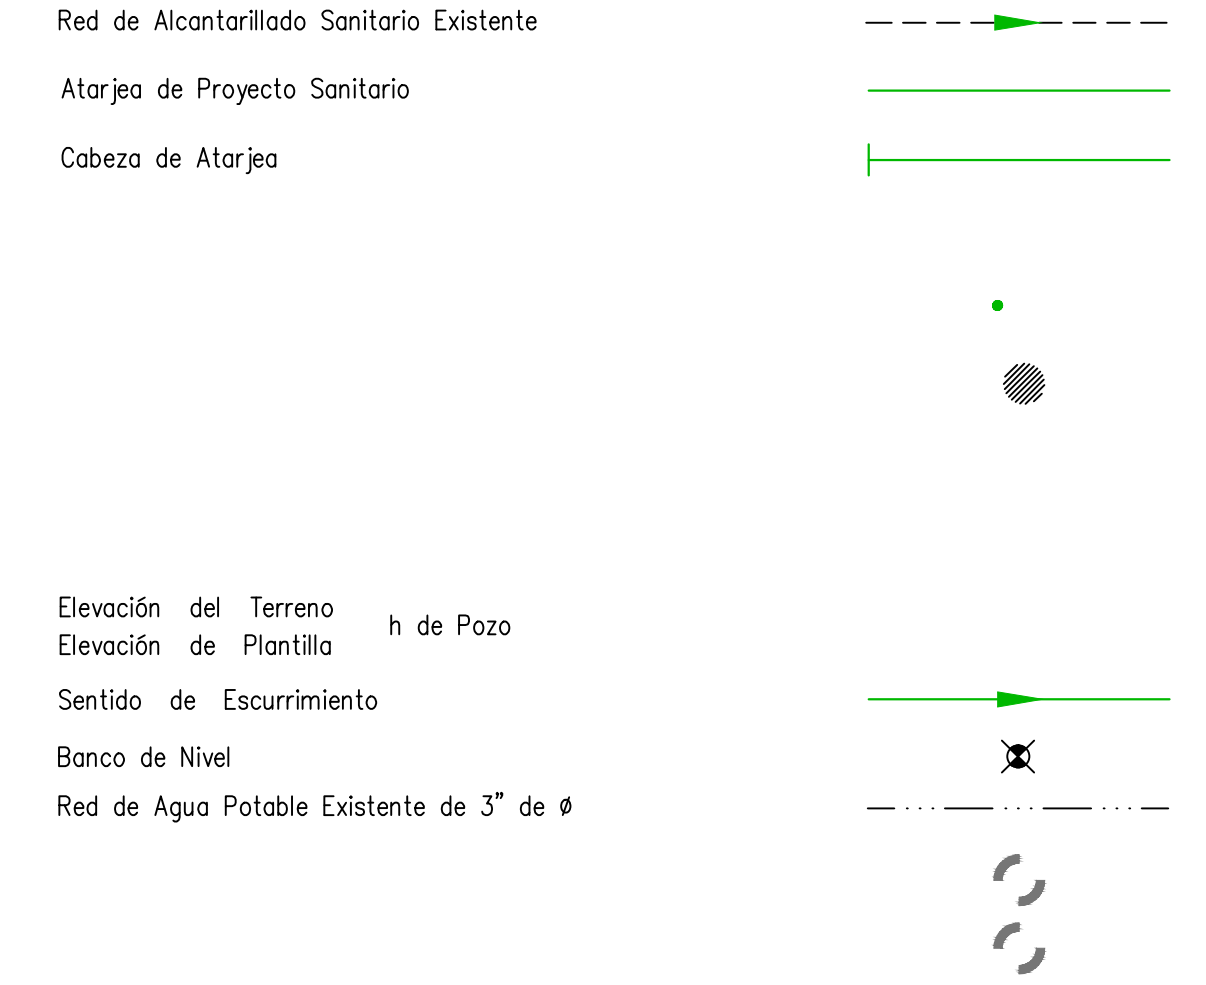 Red de Alcantarillado Sanitario Existente
Atarjea de Proyecto Sanitario
Cabeza de Atarjea
Elevación del Terreno
Elevación de Plantilla
h de Pozo
Sentido de Escurrimiento
Banco de Nivel
Red de Agua Potable Existente de 3” de ø